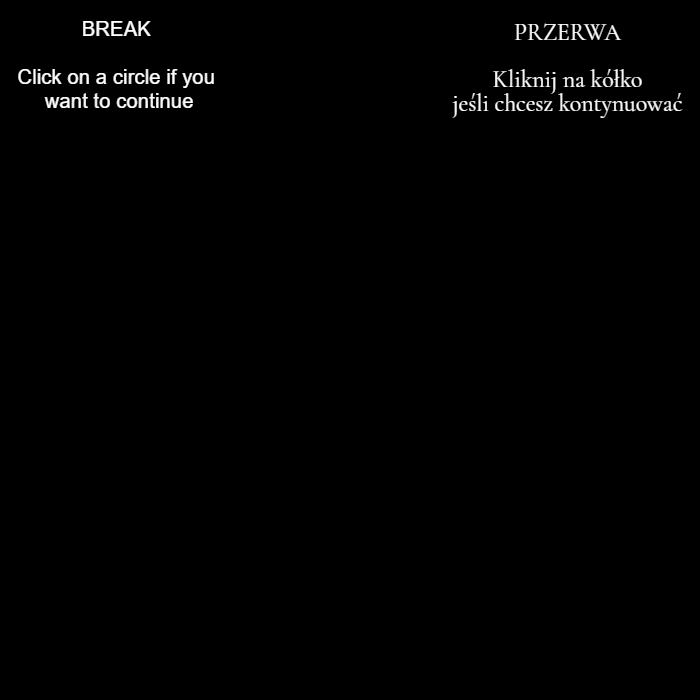 BREAK
Click on a circle if you
want to continue
PRZERWA
Kliknij na kółko
jeśli chcesz kontynuować